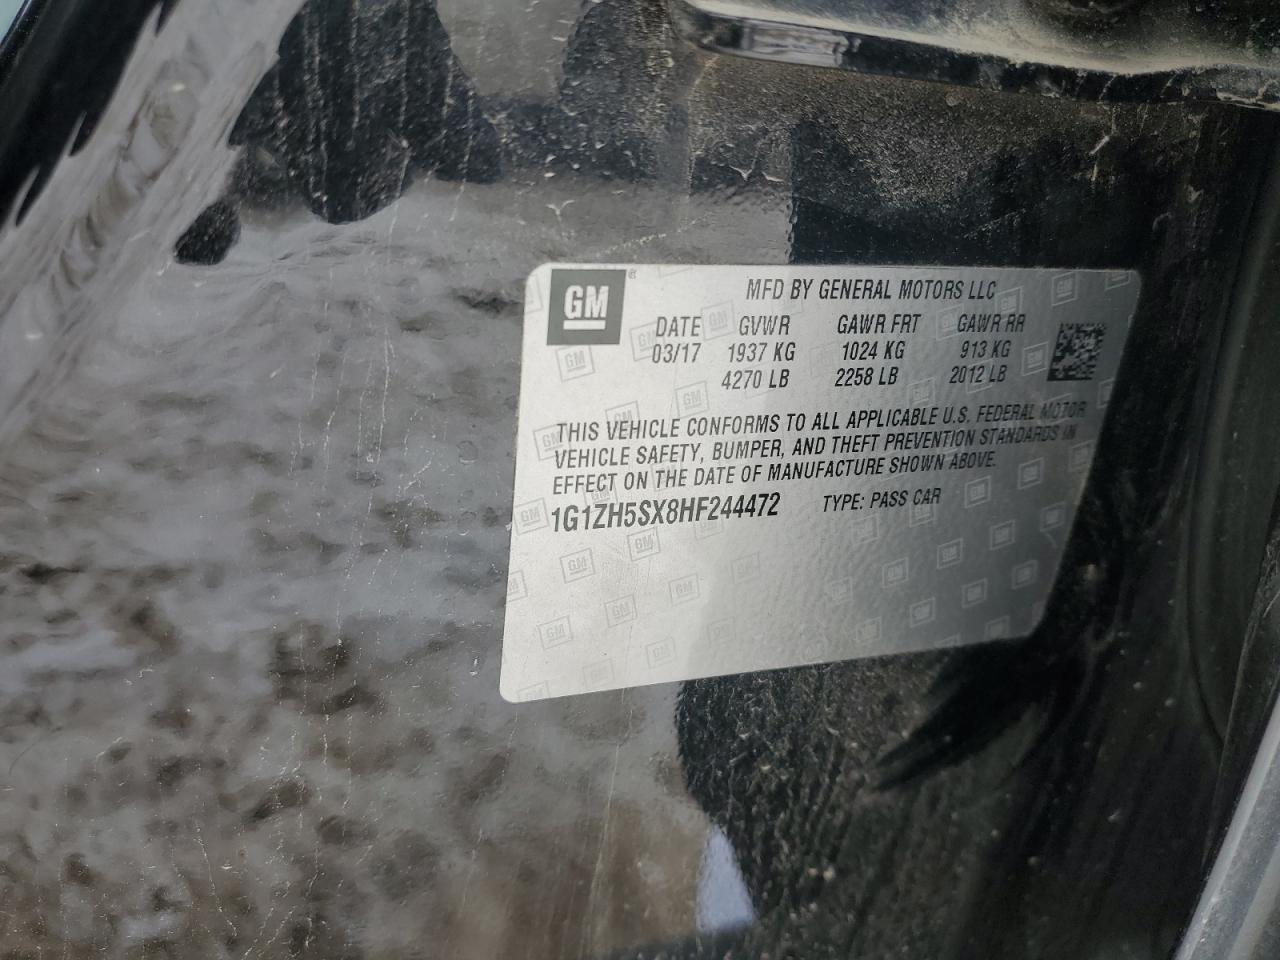 GM ®
MFD BY GENERAL MOTORS LLC
DATE GVWR GAWR FRT GAWR RR
03/17 1937 KG 1024 KG 913 KG
4270 LB 2258 LB 2012 LB
THIS VEHICLE CONFORMS TO ALL APPLICABLE U.S. FEDERAL MOTOR
VEHICLE SAFETY, BUMPER, AND THEFT PREVENTION STANDARDS IN
EFFECT ON THE DATE OF MANUFACTURE SHOWN ABOVE.
1G1ZH5SX8HF244472 TYPE: PASS CAR